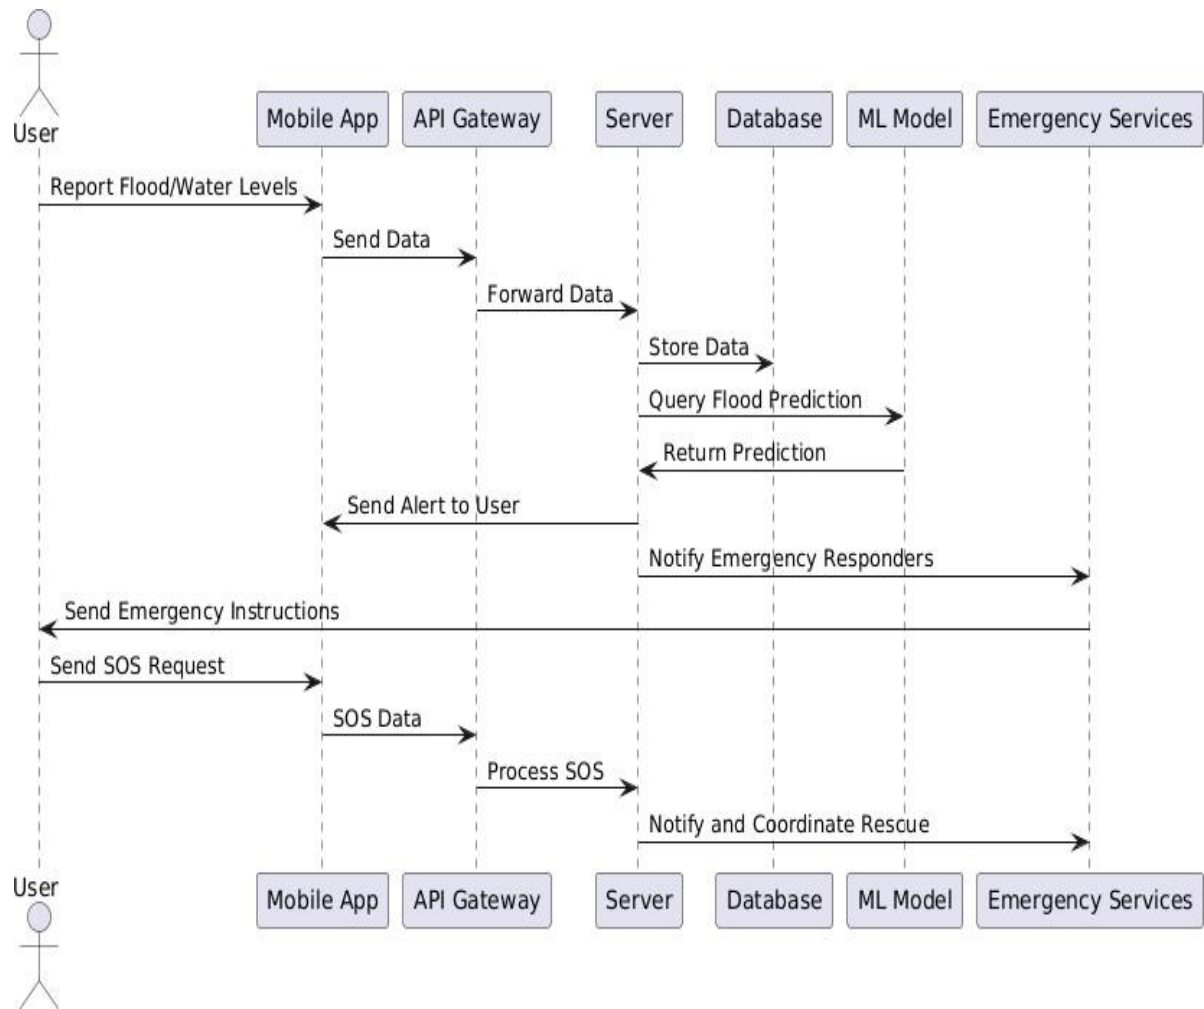 User
Mobile App
API Gateway
Server
Database
ML Model
Emergency Services
Report Flood/Water Levels
Send Data
Forward Data
Store Data
Query Flood Prediction
Return Prediction
Send Alert to User
Notify Emergency Responders
Send Emergency Instructions
Send SOS Request
SOS Data
Process SOS
Notify and Coordinate Rescue
User
Mobile App
API Gateway
Server
Database
ML Model
Emergency Services